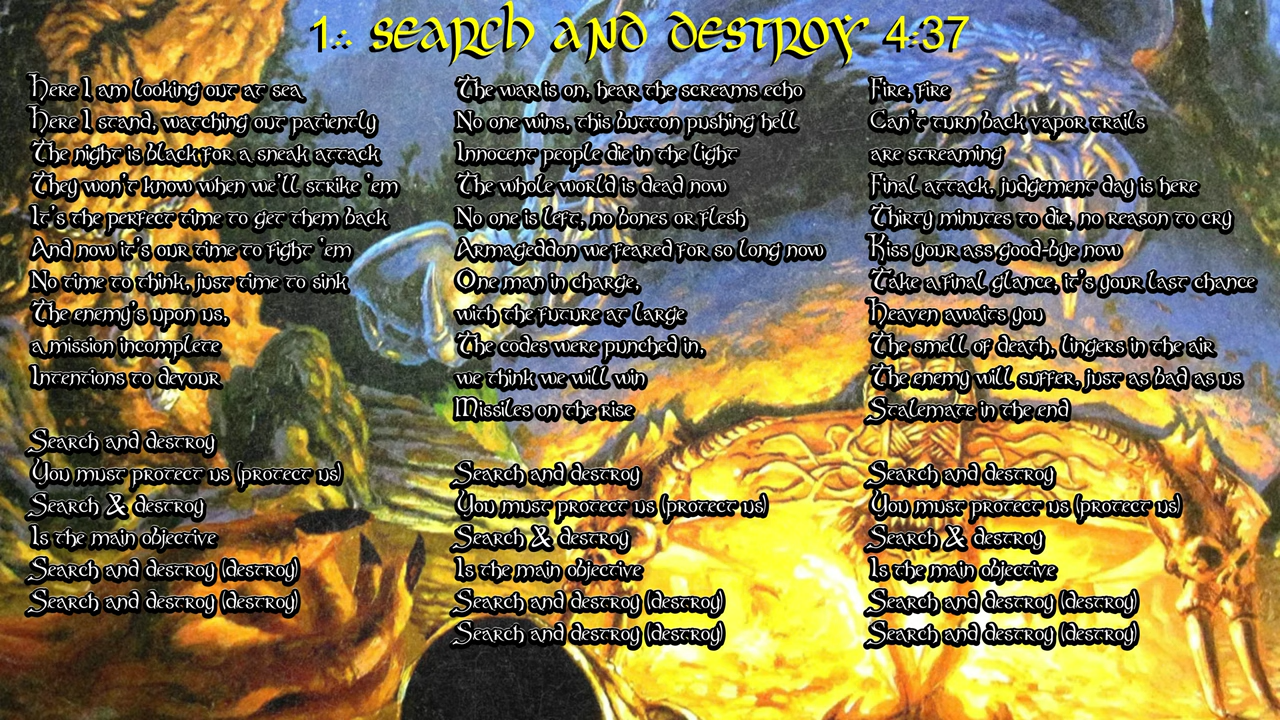 1.: Search and Destroy 4:37
Here I am looking out at sea
Here I stand, watching out patiently
The night is black for a sneak attack
They won't know when we'll strike 'em
It's the perfect time to get them back
And now it's our time to fight 'em
No time to think, just time to sink
The enemy's upon us,
a mission incomplete
Intentions to devour
Search and destroy
You must protect us (protect us)
Search & destroy
Is the main objective
Search and destroy (destroy)
Search and destroy (destroy)
The war is on, hear the screams echo
No one wins, this button pushing hell
Innocent people die in the light
The whole world is dead now
No one is left, no bones or flesh
Armageddon we feared for so long now
One man in charge,
with the future at large
The codes were punched in,
we think we will win
Missiles on the rise
Search and destroy
You must protect us (protect us)
Search & destroy
Is the main objective
Search and destroy (destroy)
Search and destroy (destroy)
Fire, fire
Can't turn back vapor trails
are streaming
Final attack, judgement day is here
Thirty minutes to die, no reason to cry
Kiss your ass good-bye now
Take a final glance, it's your last chance
Heaven awaits you
The smell of death, lingers in the air
The enemy will suffer, just as bad as us
Stalemate in the end
Search and destroy
You must protect us (protect us)
Search & destroy
Is the main objective
Search and destroy (destroy)
Search and destroy (destroy)